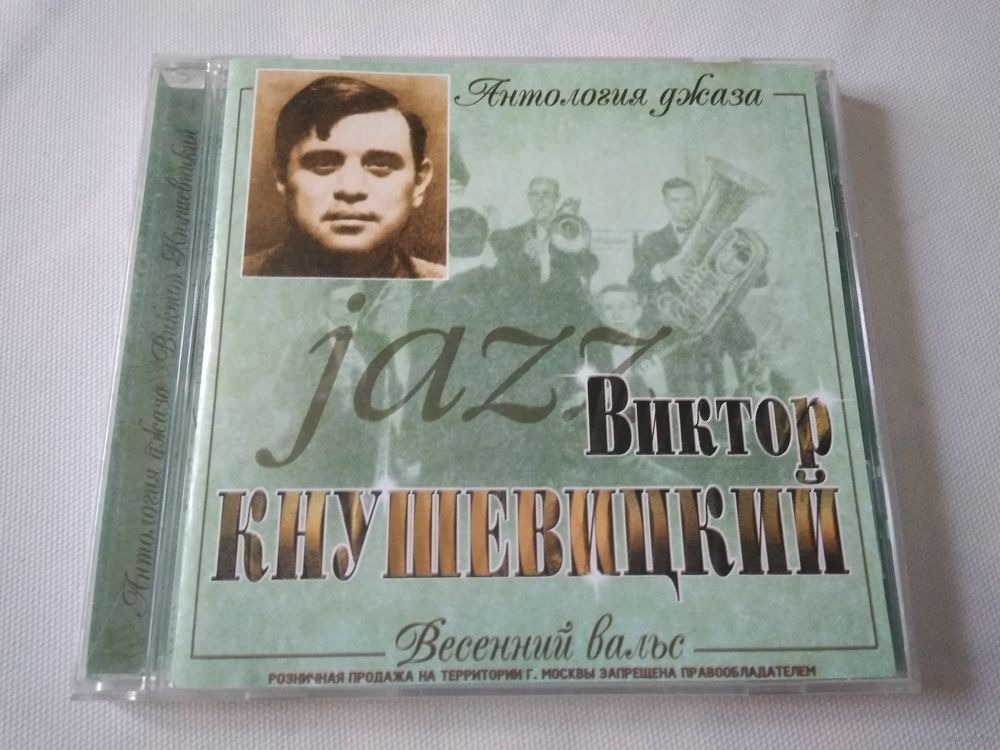 Антология джаза
jazz
Виктор
КНУШЕВИЦКИЙ
Весенний вальс
РОЗНИЧНАЯ ПРОДАЖА НА ТЕРРИТОРИИ Г. МОСКВЫ ЗАПРЕЩЕНА ПРАВООБЛАДАТЕЛЕМ
Антология джаза Виктор Кнушевицкий